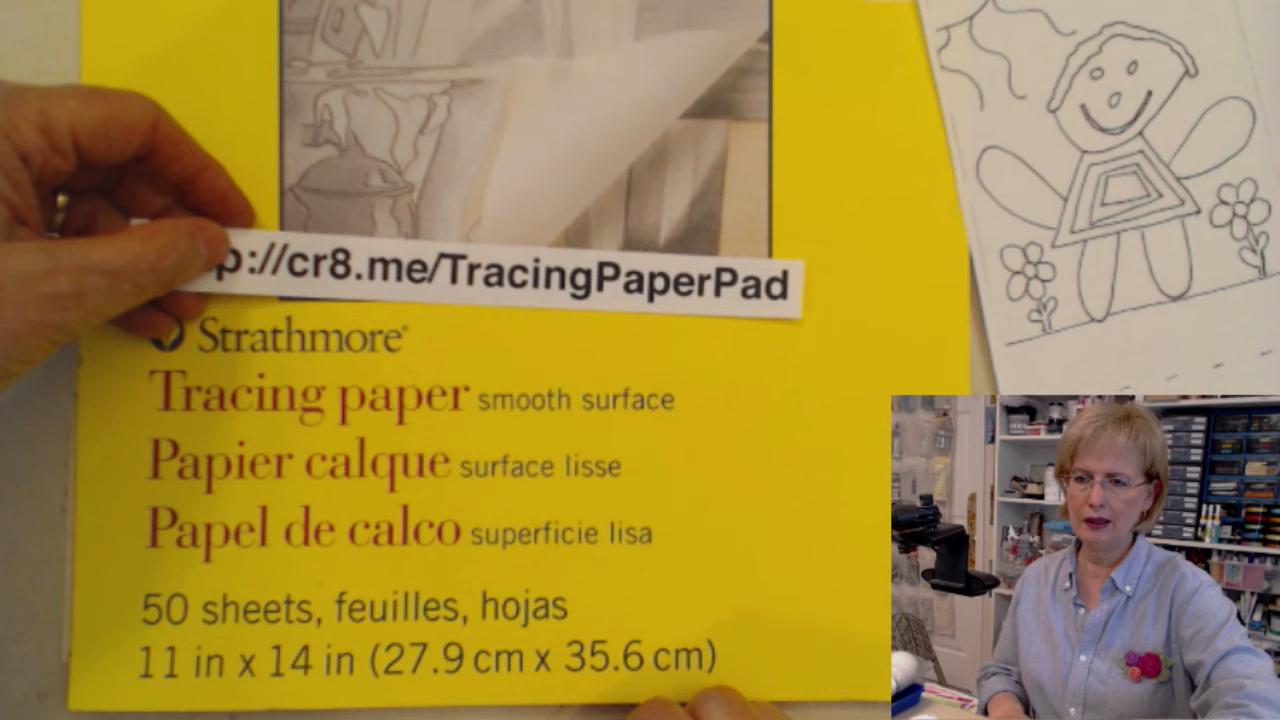 p://cr8.me/TracingPaperPad
Strathmore®
Tracing paper smooth surface
Papier calque surface lisse
Papel de calco superficie lisa
50 sheets, feuilles, hojas
11 in x 14 in (27.9 cm x 35.6 cm)